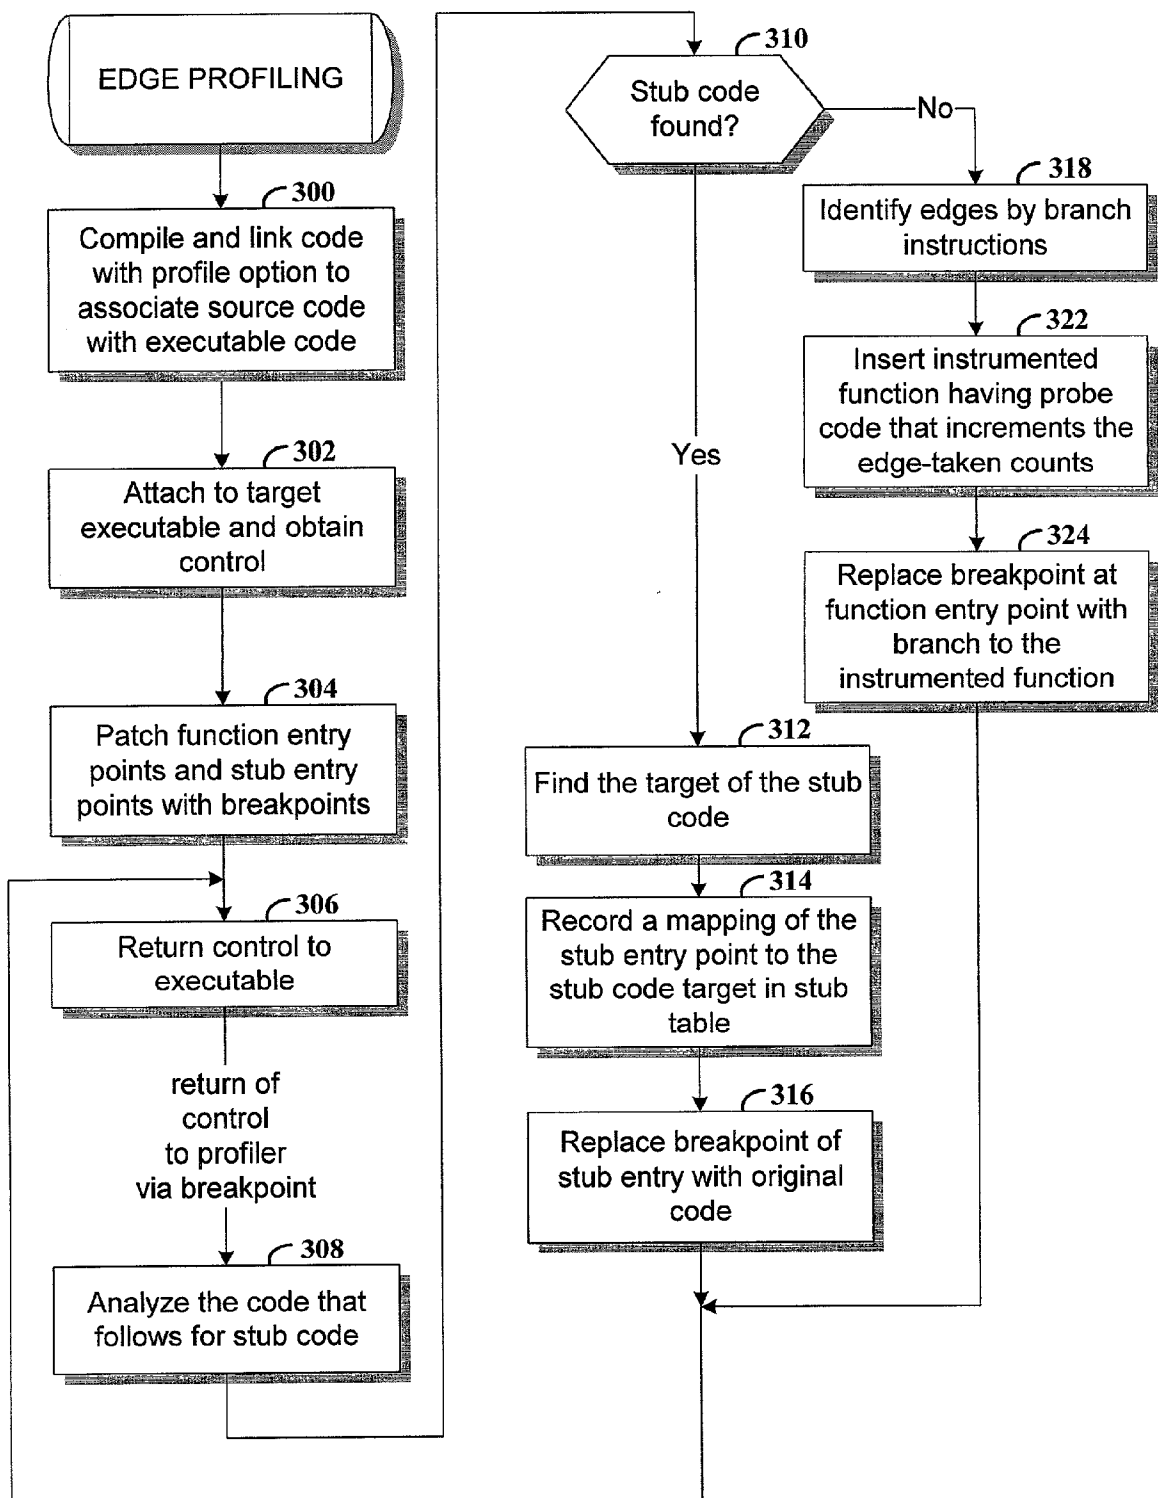 EDGE PROFILING
300
Compile and link code
with profile option to
associate source code
with executable code
302
Attach to target
executable and obtain
control
304
Patch function entry
points and stub entry
points with breakpoints
306
Return control to
executable
return of
control
to profiler
via breakpoint
308
Analyze the code that
follows for stub code
310
Stub code
found?
No
Yes
312
Find the target of the stub
code
314
Record a mapping of the
stub entry point to the
stub code target in stub
table
316
Replace breakpoint of
stub entry with original
code
318
Identify edges by branch
instructions
322
Insert instrumented
function having probe
code that increments the
edge-taken counts
324
Replace breakpoint at
function entry point with
branch to the
instrumented function